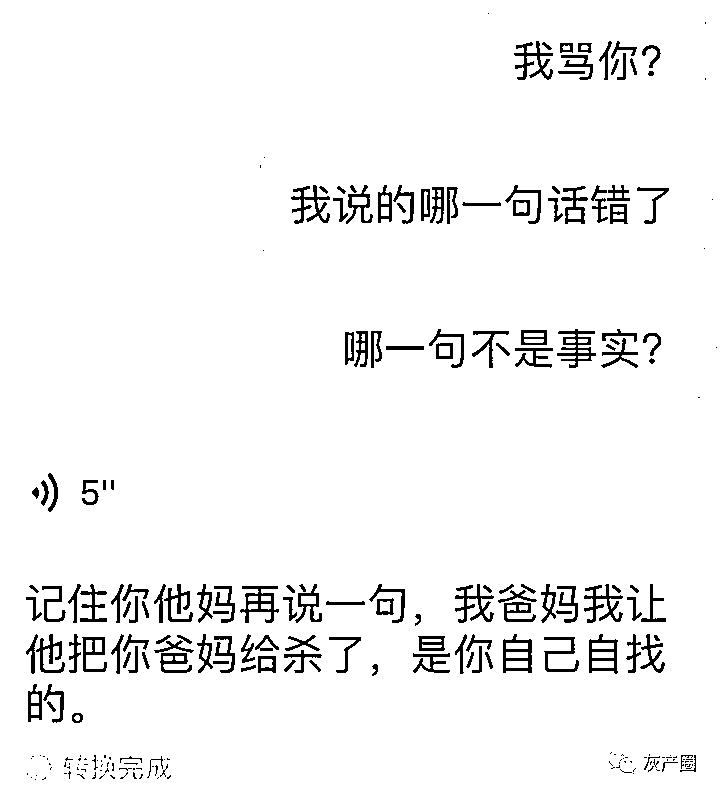 我骂你?
我说的哪一句话错了
哪一句不是事实?
5"
记住你他妈再说一句，我爸妈我让
他把你爸妈给杀了，是你自己自找
的。
转换完成
灰产圈